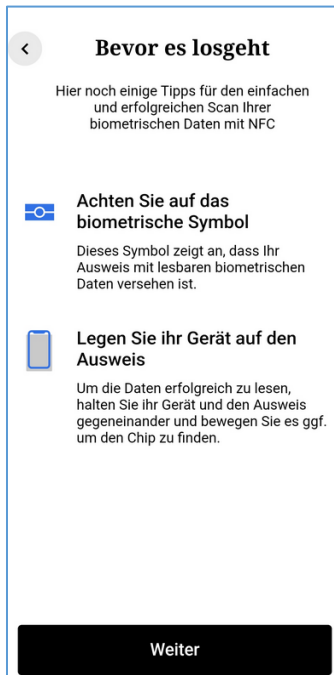 Bevor es losgeht
Hier noch einige Tipps für den einfachen
und erfolgreichen Scan Ihrer
biometrischen Daten mit NFC
Achten Sie auf das
biometrische Symbol
Dieses Symbol zeigt an, dass Ihr
Ausweis mit lesbaren biometrischen
Daten versehen ist.
Legen Sie ihr Gerät auf den
Ausweis
Um die Daten erfolgreich zu lesen,
halten Sie ihr Gerät und den Ausweis
gegeneinander und bewegen Sie es ggf.
um den Chip zu finden.
Weiter